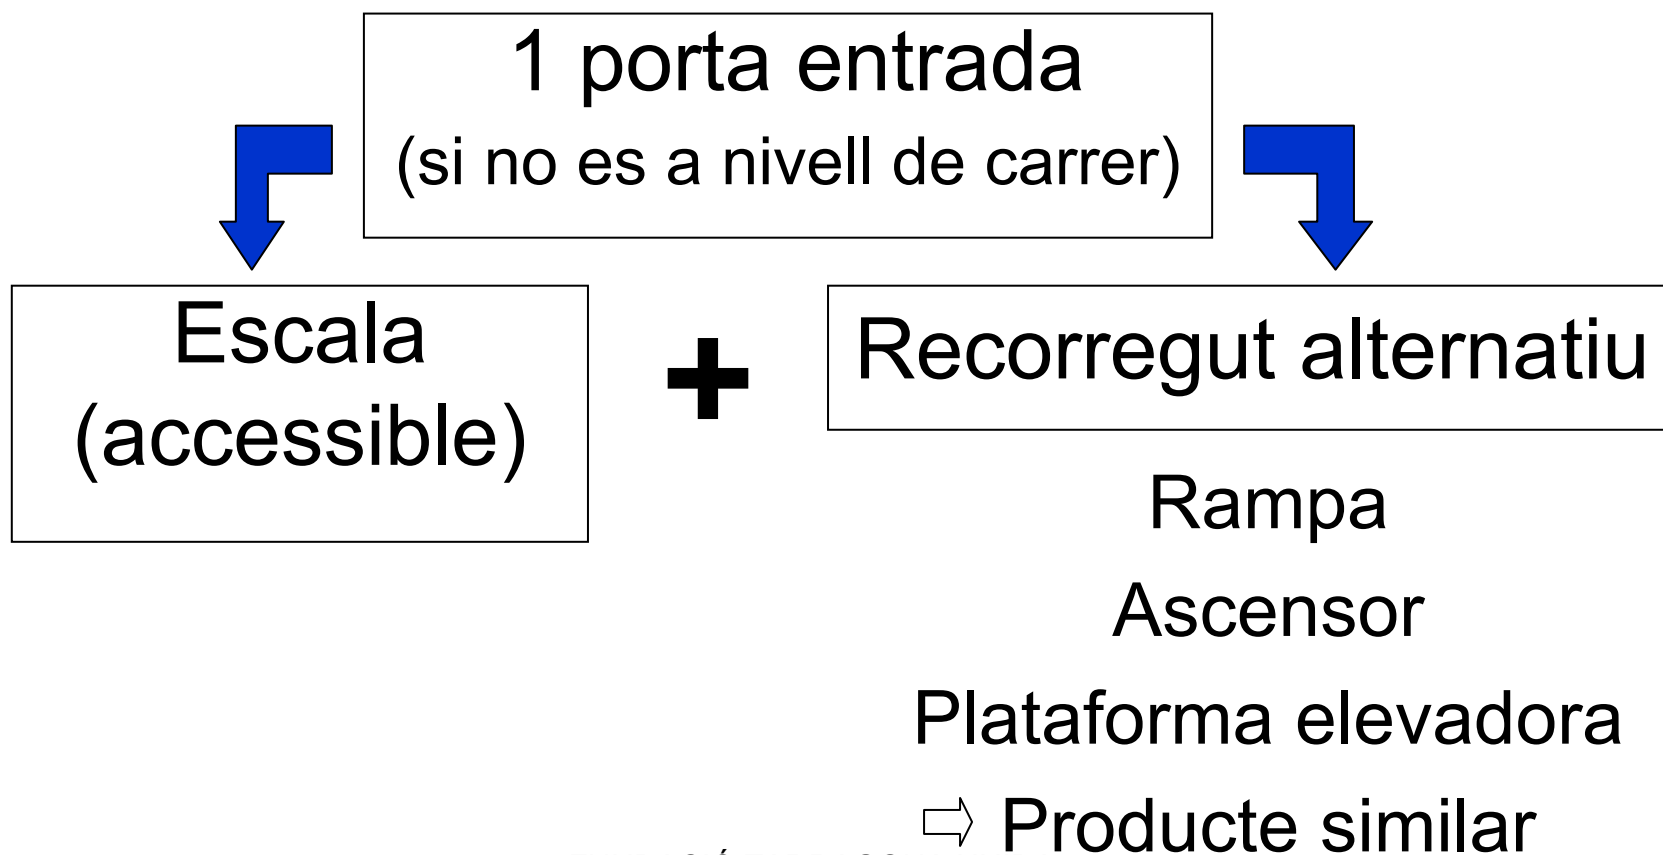 1 porta entrada
(si no es a nivell de carrer)
Escala
(accessible)
+
Recorregut alternatiu
Rampa
Ascensor
Plataforma elevadora
⇨ Producte similar